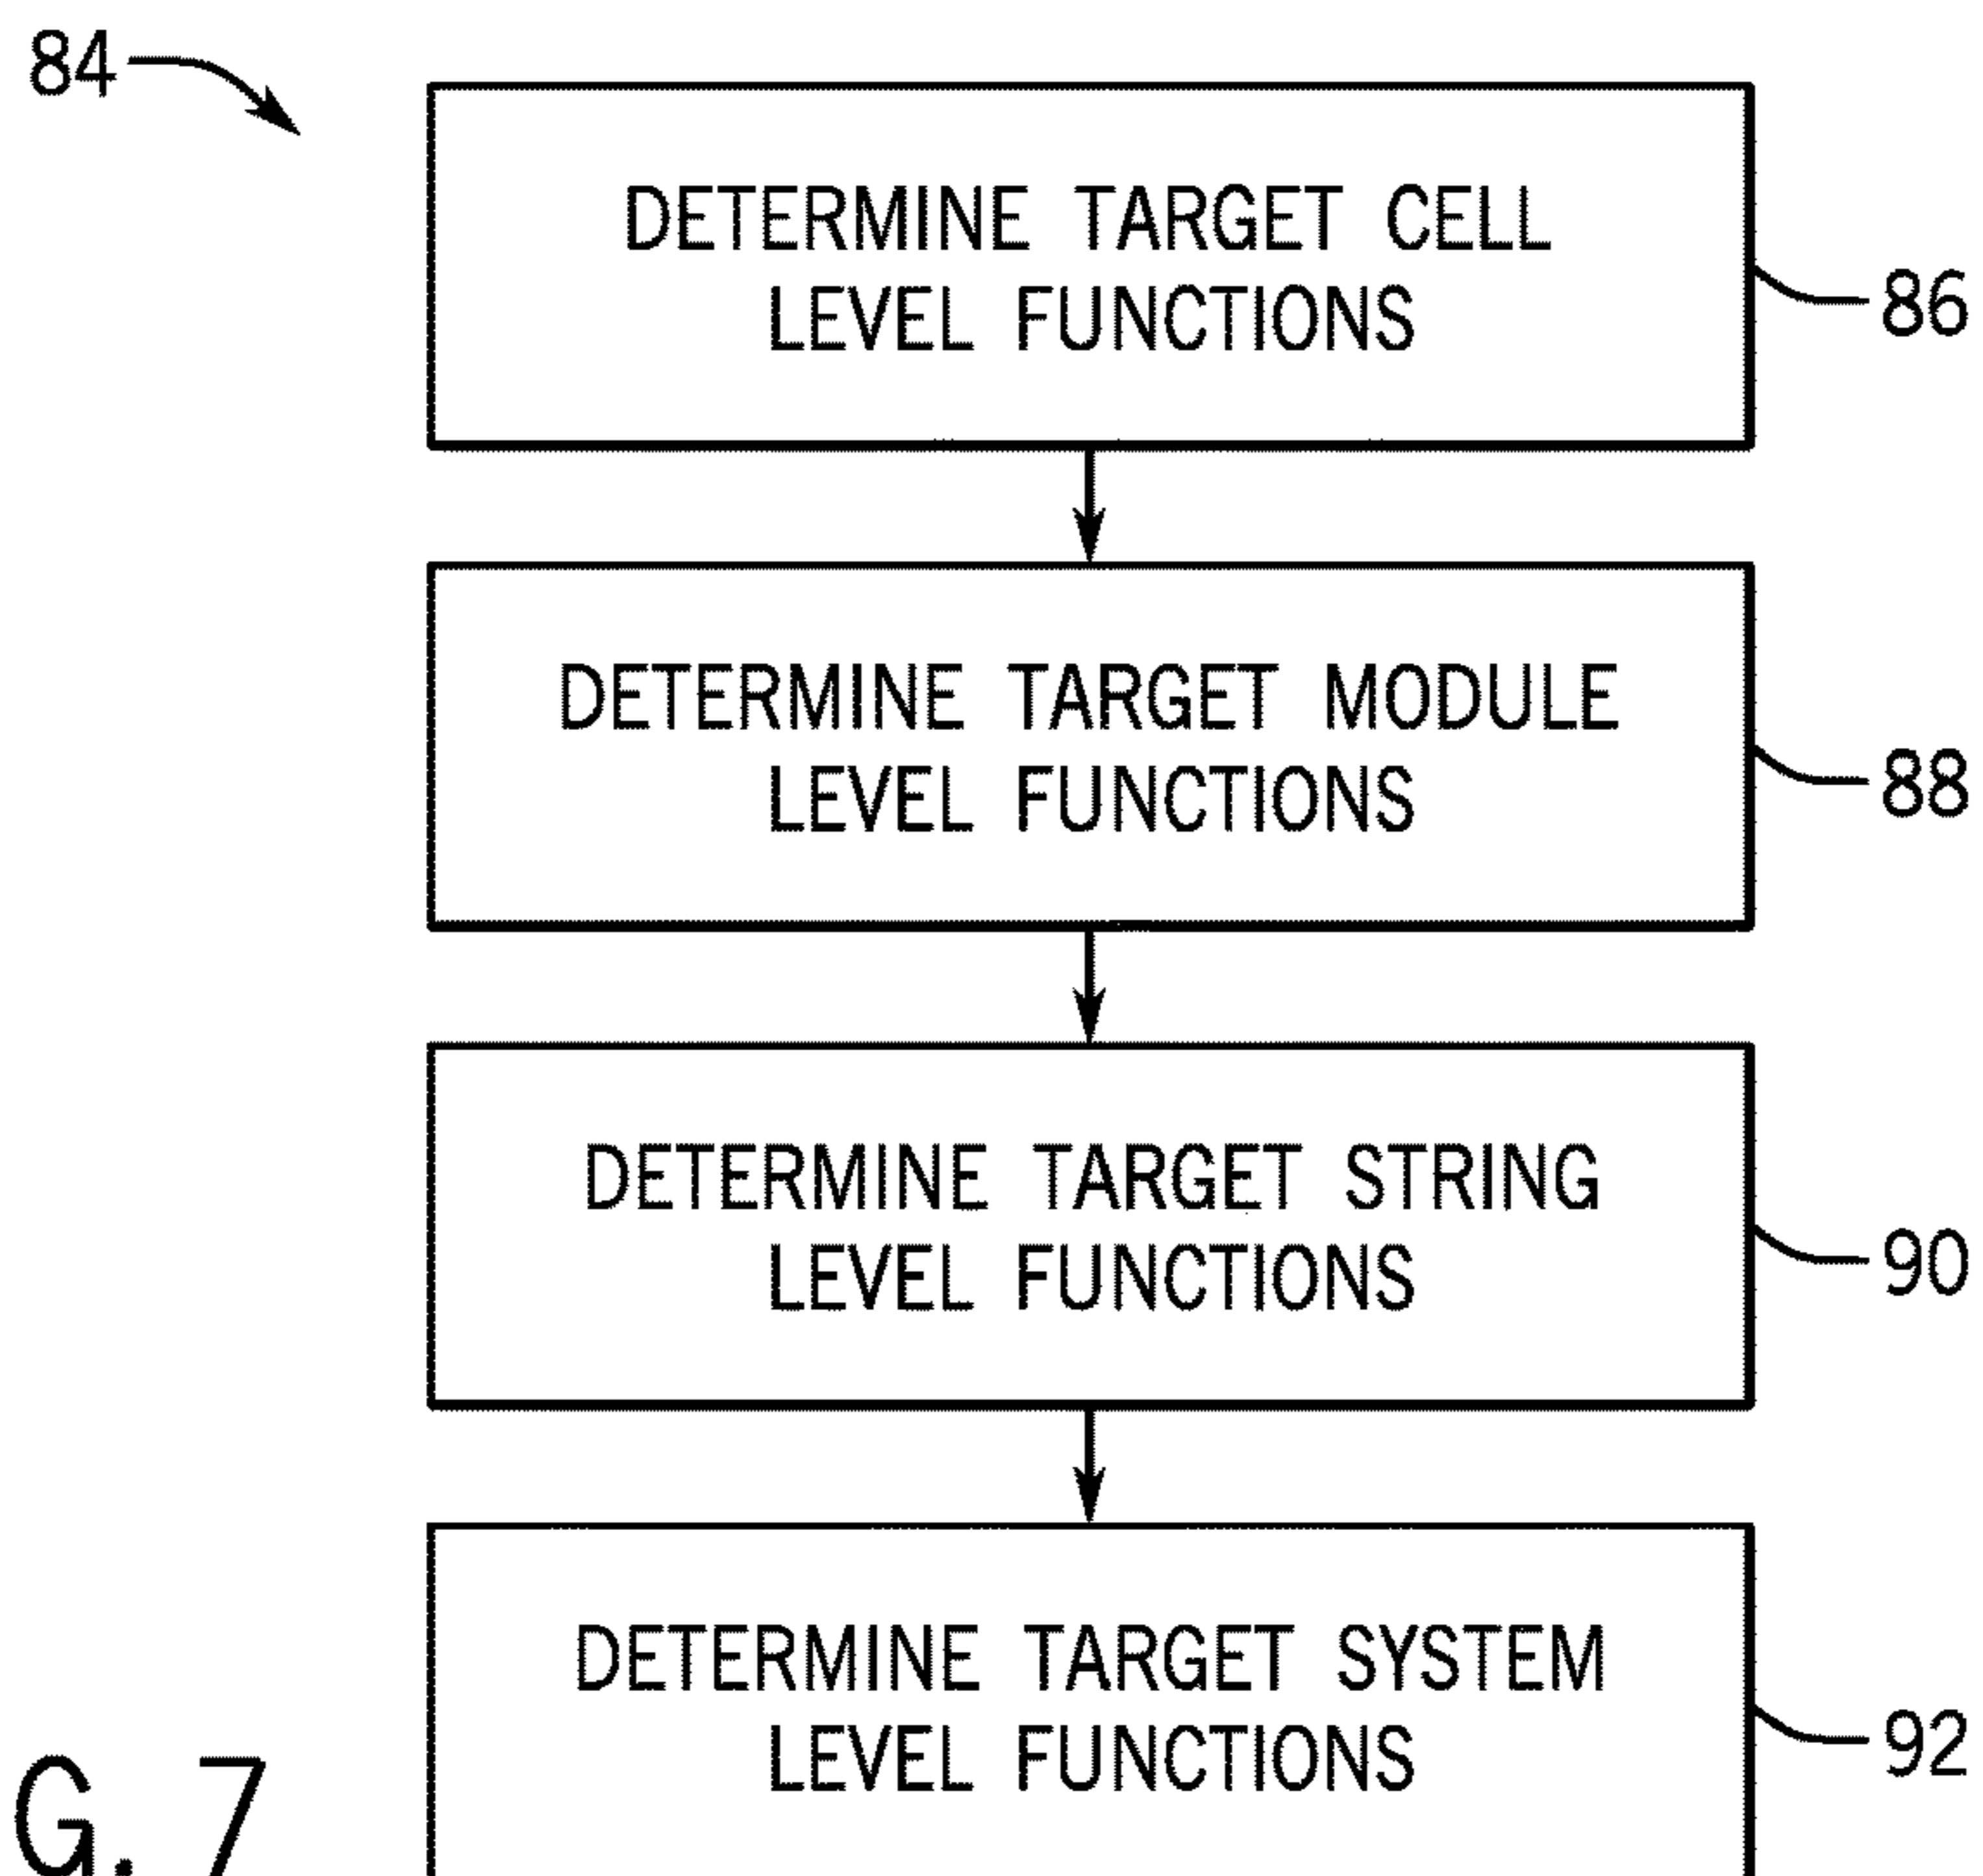 84
DETERMINE TARGET CELL
LEVEL FUNCTIONS
86
DETERMINE TARGET MODULE
LEVEL FUNCTIONS
88
DETERMINE TARGET STRING
LEVEL FUNCTIONS
90
DETERMINE TARGET SYSTEM
LEVEL FUNCTIONS
92
G. 7